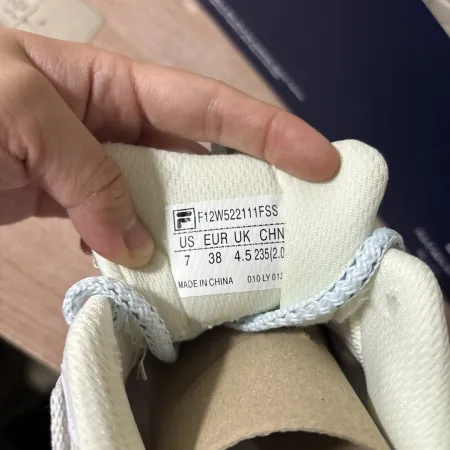 F12W522111FSS
US EUR UK CHN
7 38 4.5 235(2.0
MADE IN CHINA 010 LY 012